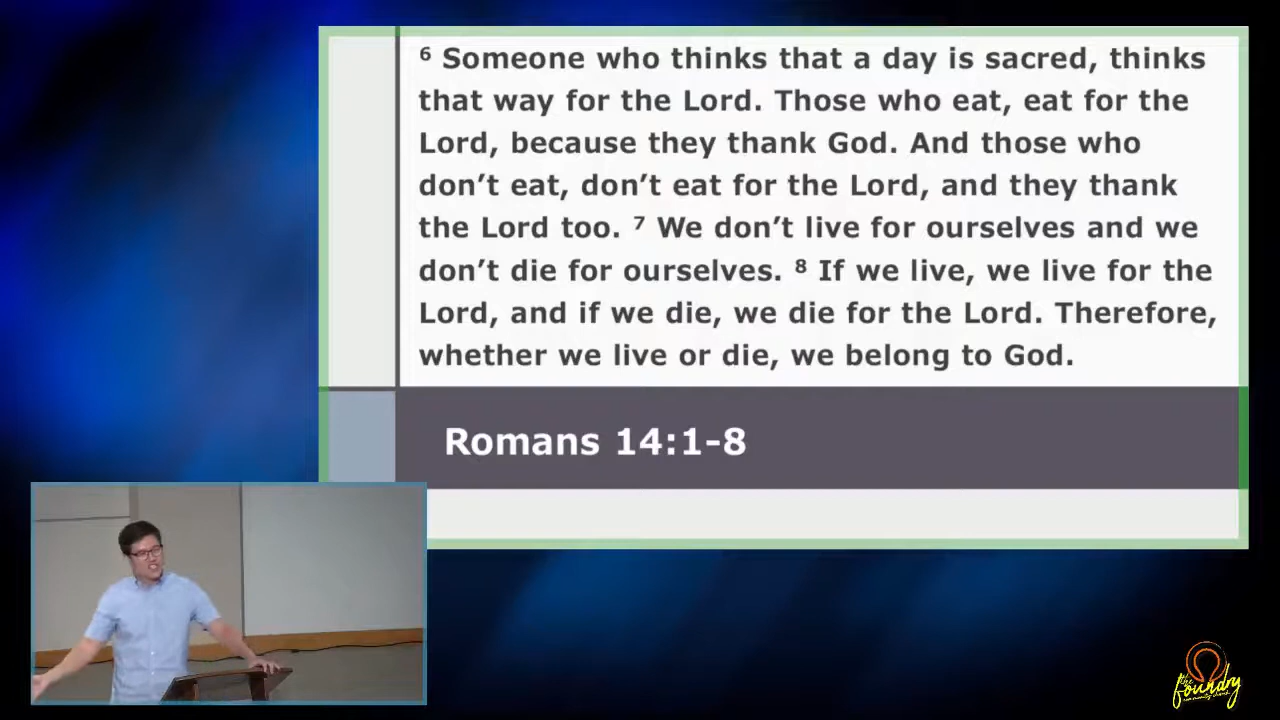 ⁶ Someone who thinks that a day is sacred, thinks
that way for the Lord. Those who eat, eat for the
Lord, because they thank God. And those who
don’t eat, don’t eat for the Lord, and they thank
the Lord too. ⁷ We don’t live for ourselves and we
don’t die for ourselves. ⁸ If we live, we live for the
Lord, and if we die, we die for the Lord. Therefore,
whether we live or die, we belong to God.
Romans 14:1-8
the
foundry
community church